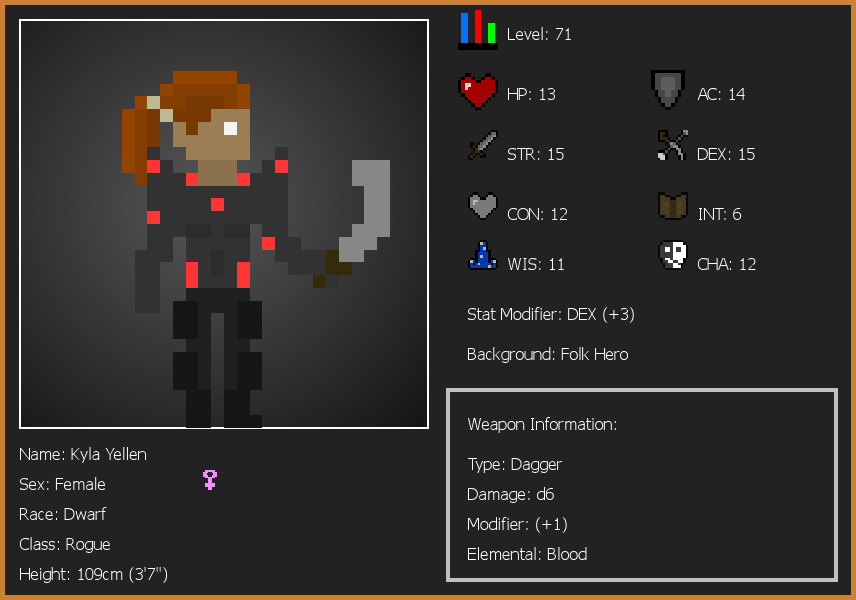 Level: 71
HP: 13
AC: 14
STR: 15
DEX: 15
CON: 12
INT: 6
WIS: 11
CHA: 12
Stat Modifier: DEX (+3)
Background: Folk Hero
Weapon Information:
Type: Dagger
Damage: d6
Modifier: (+1)
Elemental: Blood
Name: Kyla Yellen
Sex: Female
Race: Dwarf
Class: Rogue
Height: 109cm (3'7")